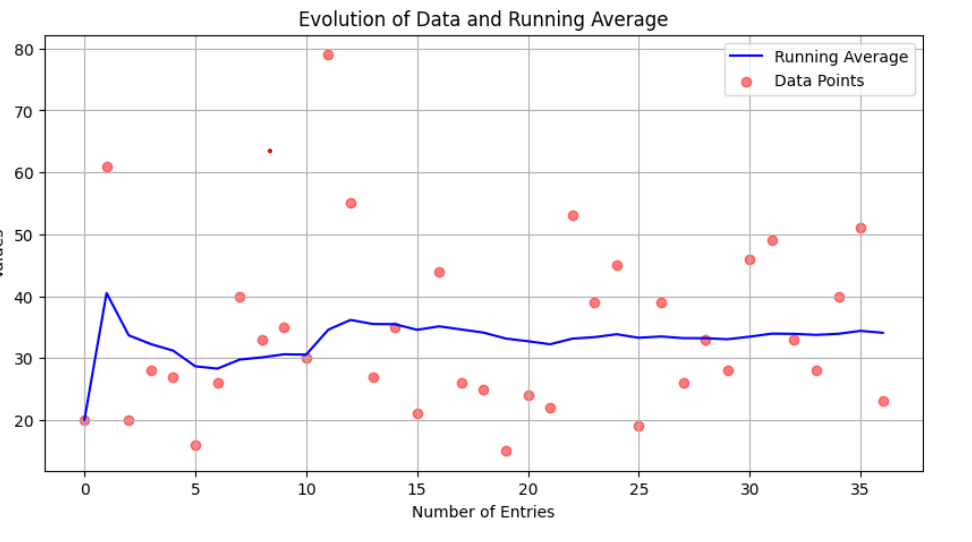 Evolution of Data and Running Average
80
70
60
50
40
30
20
Running Average
Data Points
0 5 10 15 20 25 30 35
Number of Entries